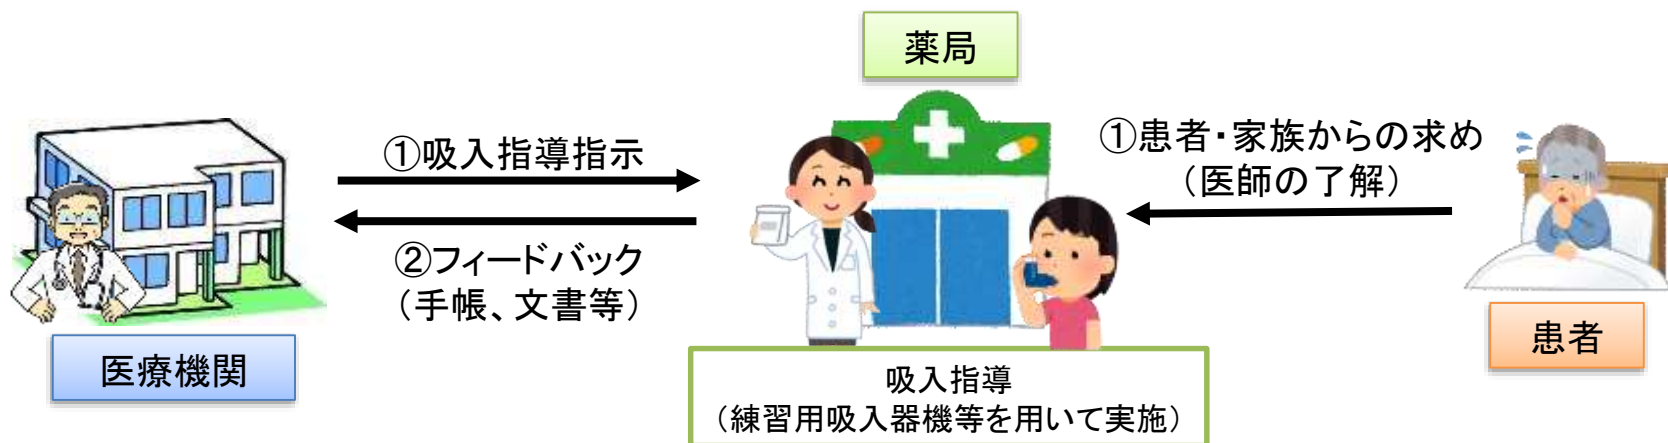 薬局
①吸入指導指示
②フィードバック
（手帳、文書等）
医療機関
①患者・家族からの求め
（医師の了解）
患者
吸入指導
（練習用吸入器機等を用いて実施）